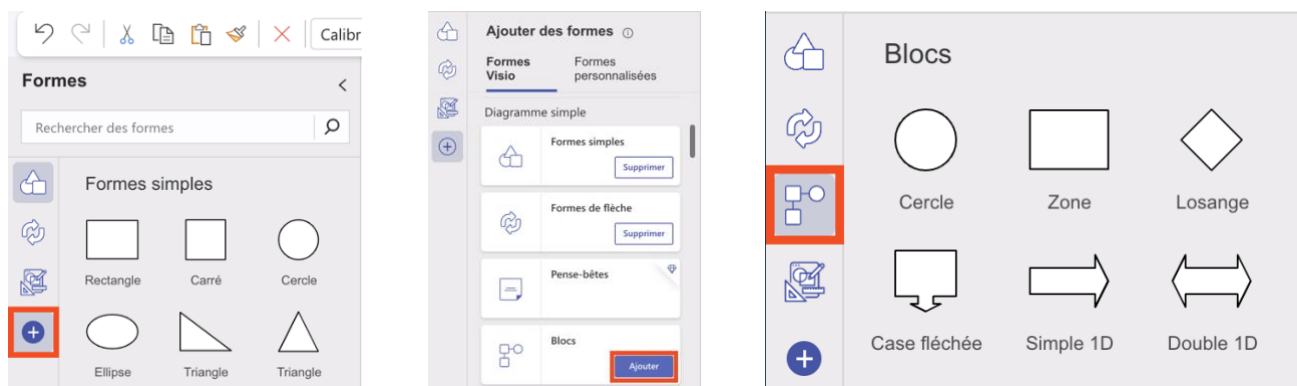 Calibr
Formes
Rechercher des formes
Formes simples
Rectangle Carré Cercle
Ellipse Triangle Triangle
Ajouter des formes
Formes Visio
Formes personnalisées
Diagramme simple
Formes simples
Supprimer
Formes de flèche
Supprimer
Pense-bêtes
Blocs
Ajouter
Blocs
Cercle Zone Losange
Case fléchée Simple 1D Double 1D